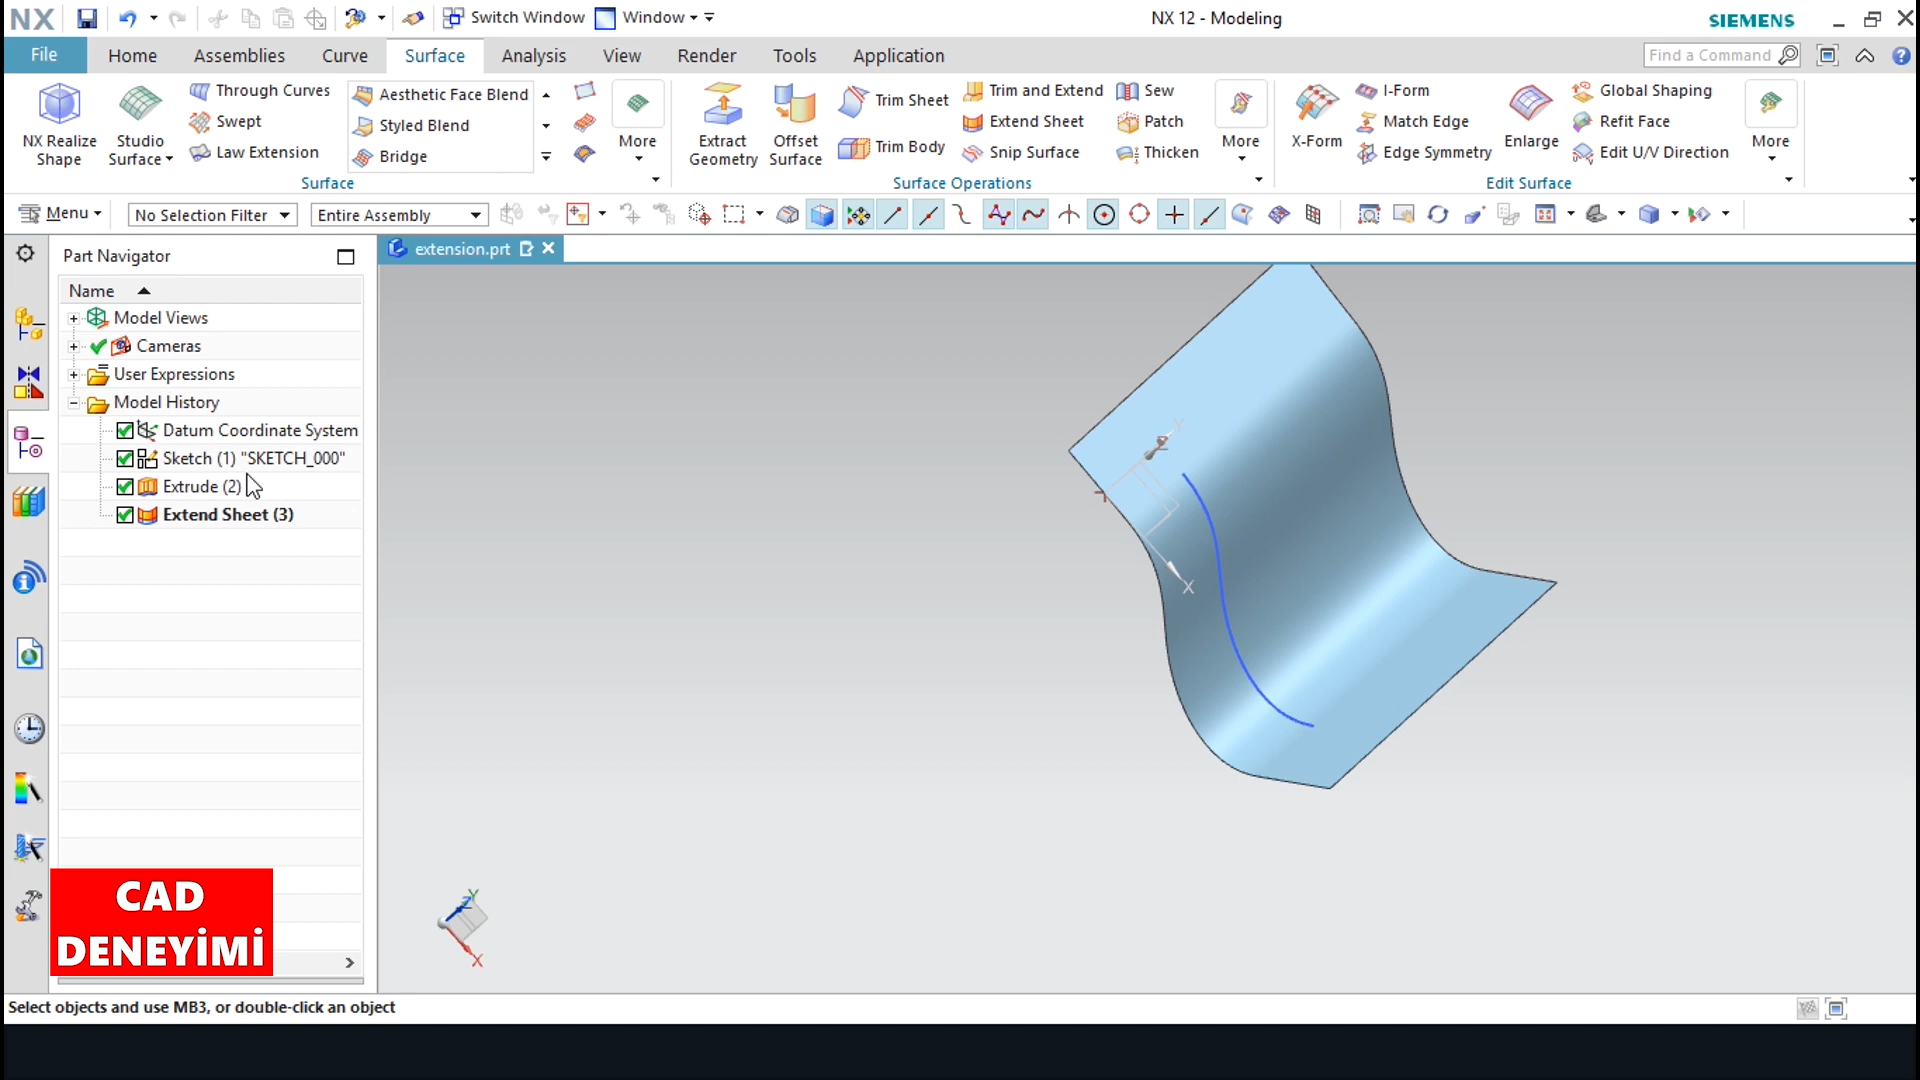 NX
Switch Window
Window
NX 12 - Modeling
SIEMENS
File
Home
Assemblies
Curve
Surface
Analysis
View
Render
Tools
Application
Find a Command
NX Realize Shape
Studio Surface
Through Curves
Swept
Law Extension
Aesthetic Face Blend
Styled Blend
Bridge
More
Surface
Extract Geometry
Offset Surface
Trim Sheet
Trim Body
Trim and Extend
Extend Sheet
Snip Surface
Sew
Patch
Thicken
More
Surface Operations
X-Form
I-Form
Match Edge
Edge Symmetry
Enlarge
Global Shaping
Refit Face
Edit U/V Direction
More
Edit Surface
Menu
No Selection Filter
Entire Assembly
Part Navigator
extension.prt
Name
Model Views
Cameras
User Expressions
Model History
Datum Coordinate System
Sketch (1) "SKETCH_000"
Extrude (2)
Extend Sheet (3)
Y
Z
X
CAD
DENEYİMİ
Y
Z
X
Select objects and use MB3, or double-click an object